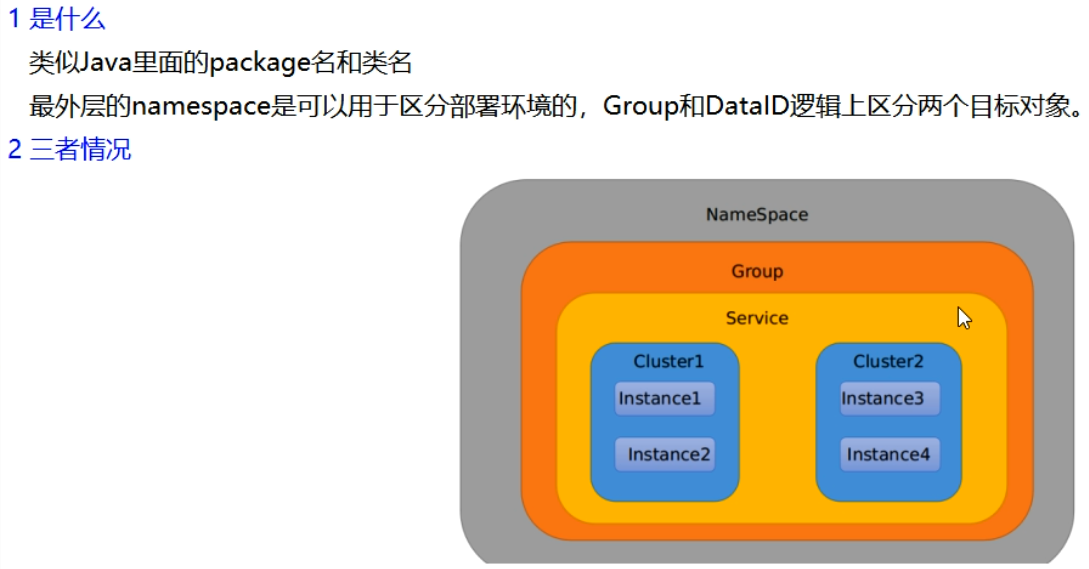 1 是什么
类似Java里面的package名和类名
最外层的namespace是可以用于区分部署环境的，Group和DataID逻辑上区分两个目标对象。
2 三者情况
NameSpace
Group
Service
Cluster1
Cluster2
Instance1
Instance3
Instance2
Instance4